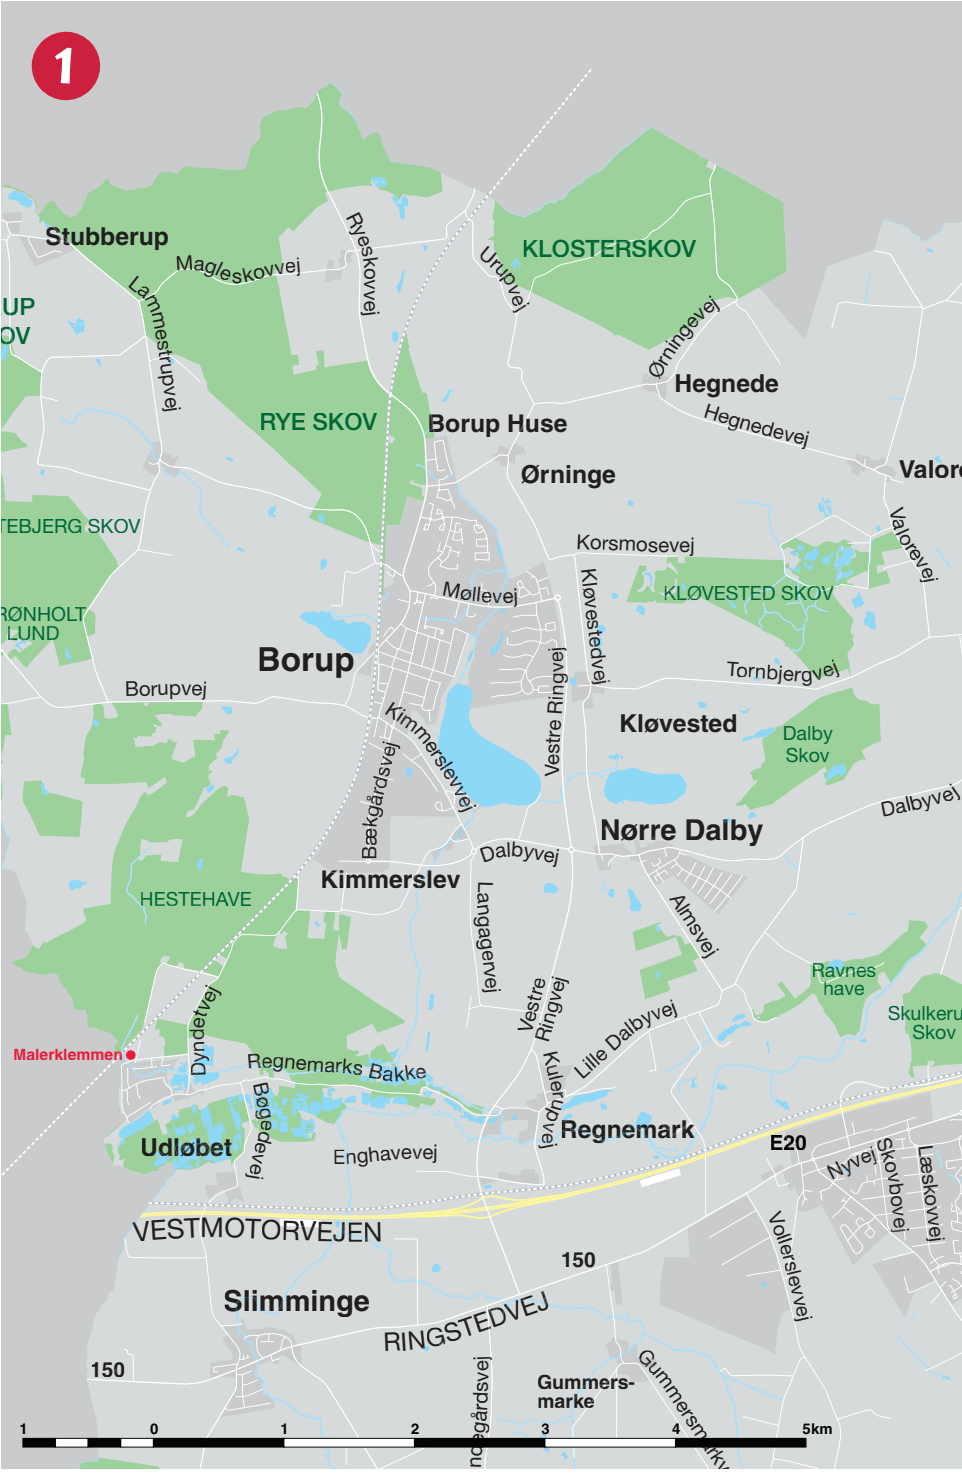 1
Stubberup
Magleskovvej
Ryeskovvej
Urupvej
KLOSTERSKOV
Lammestrupvej
UP
OV
Ørningevej
Hegnede
Hegnedevej
RYE SKOV
Borup Huse
Ørninge
Valore
Valorevej
TEBJERG SKOV
Korsmosevej
Møllevej
Kløvestedvej
KLØVESTED SKOV
RØNHOLT
LUND
Borup
Vestre Ringvej
Tornbjergvej
Borupvej
Kimmerslevvej
Kløvested
Dalby
Skov
Bækgårdsvej
Dalbyvej
Nørre Dalby
Dalbyvej
Kimmerslev
HESTEHAVE
Langagervej
Almsvej
Ravnes
have
Vestre
Ringvej
Skulkeru
Skov
Dyndetvej
Lille Dalbyvej
Malerklemmen
Regnemarks Bakke
Kulerupvej
Bøgedevej
Regnemark
Udløbet
Enghavevej
E20
Nyvej
Skovbovej
Læskovvej
VESTMOTORVEJEN
Vollerslevvej
150
Slimminge
RINGSTEDVEJ
150
Gummers-
marke
1 0 1 2 3 4 5km